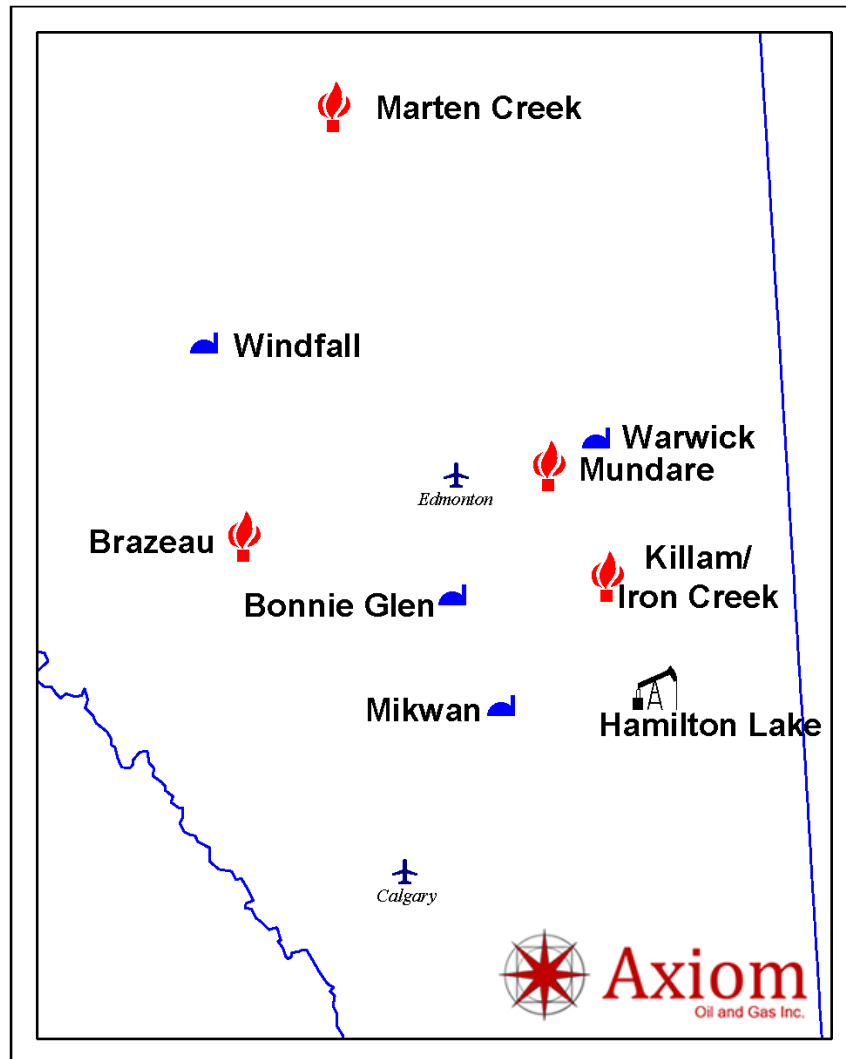 Marten Creek
Windfall
Warwick
Mundare
Edmonton
Brazeau
Killam/
Iron Creek
Bonnie Glen
Mikwan
Hamilton Lake
Calgary
Axiom
Oil and Gas Inc.